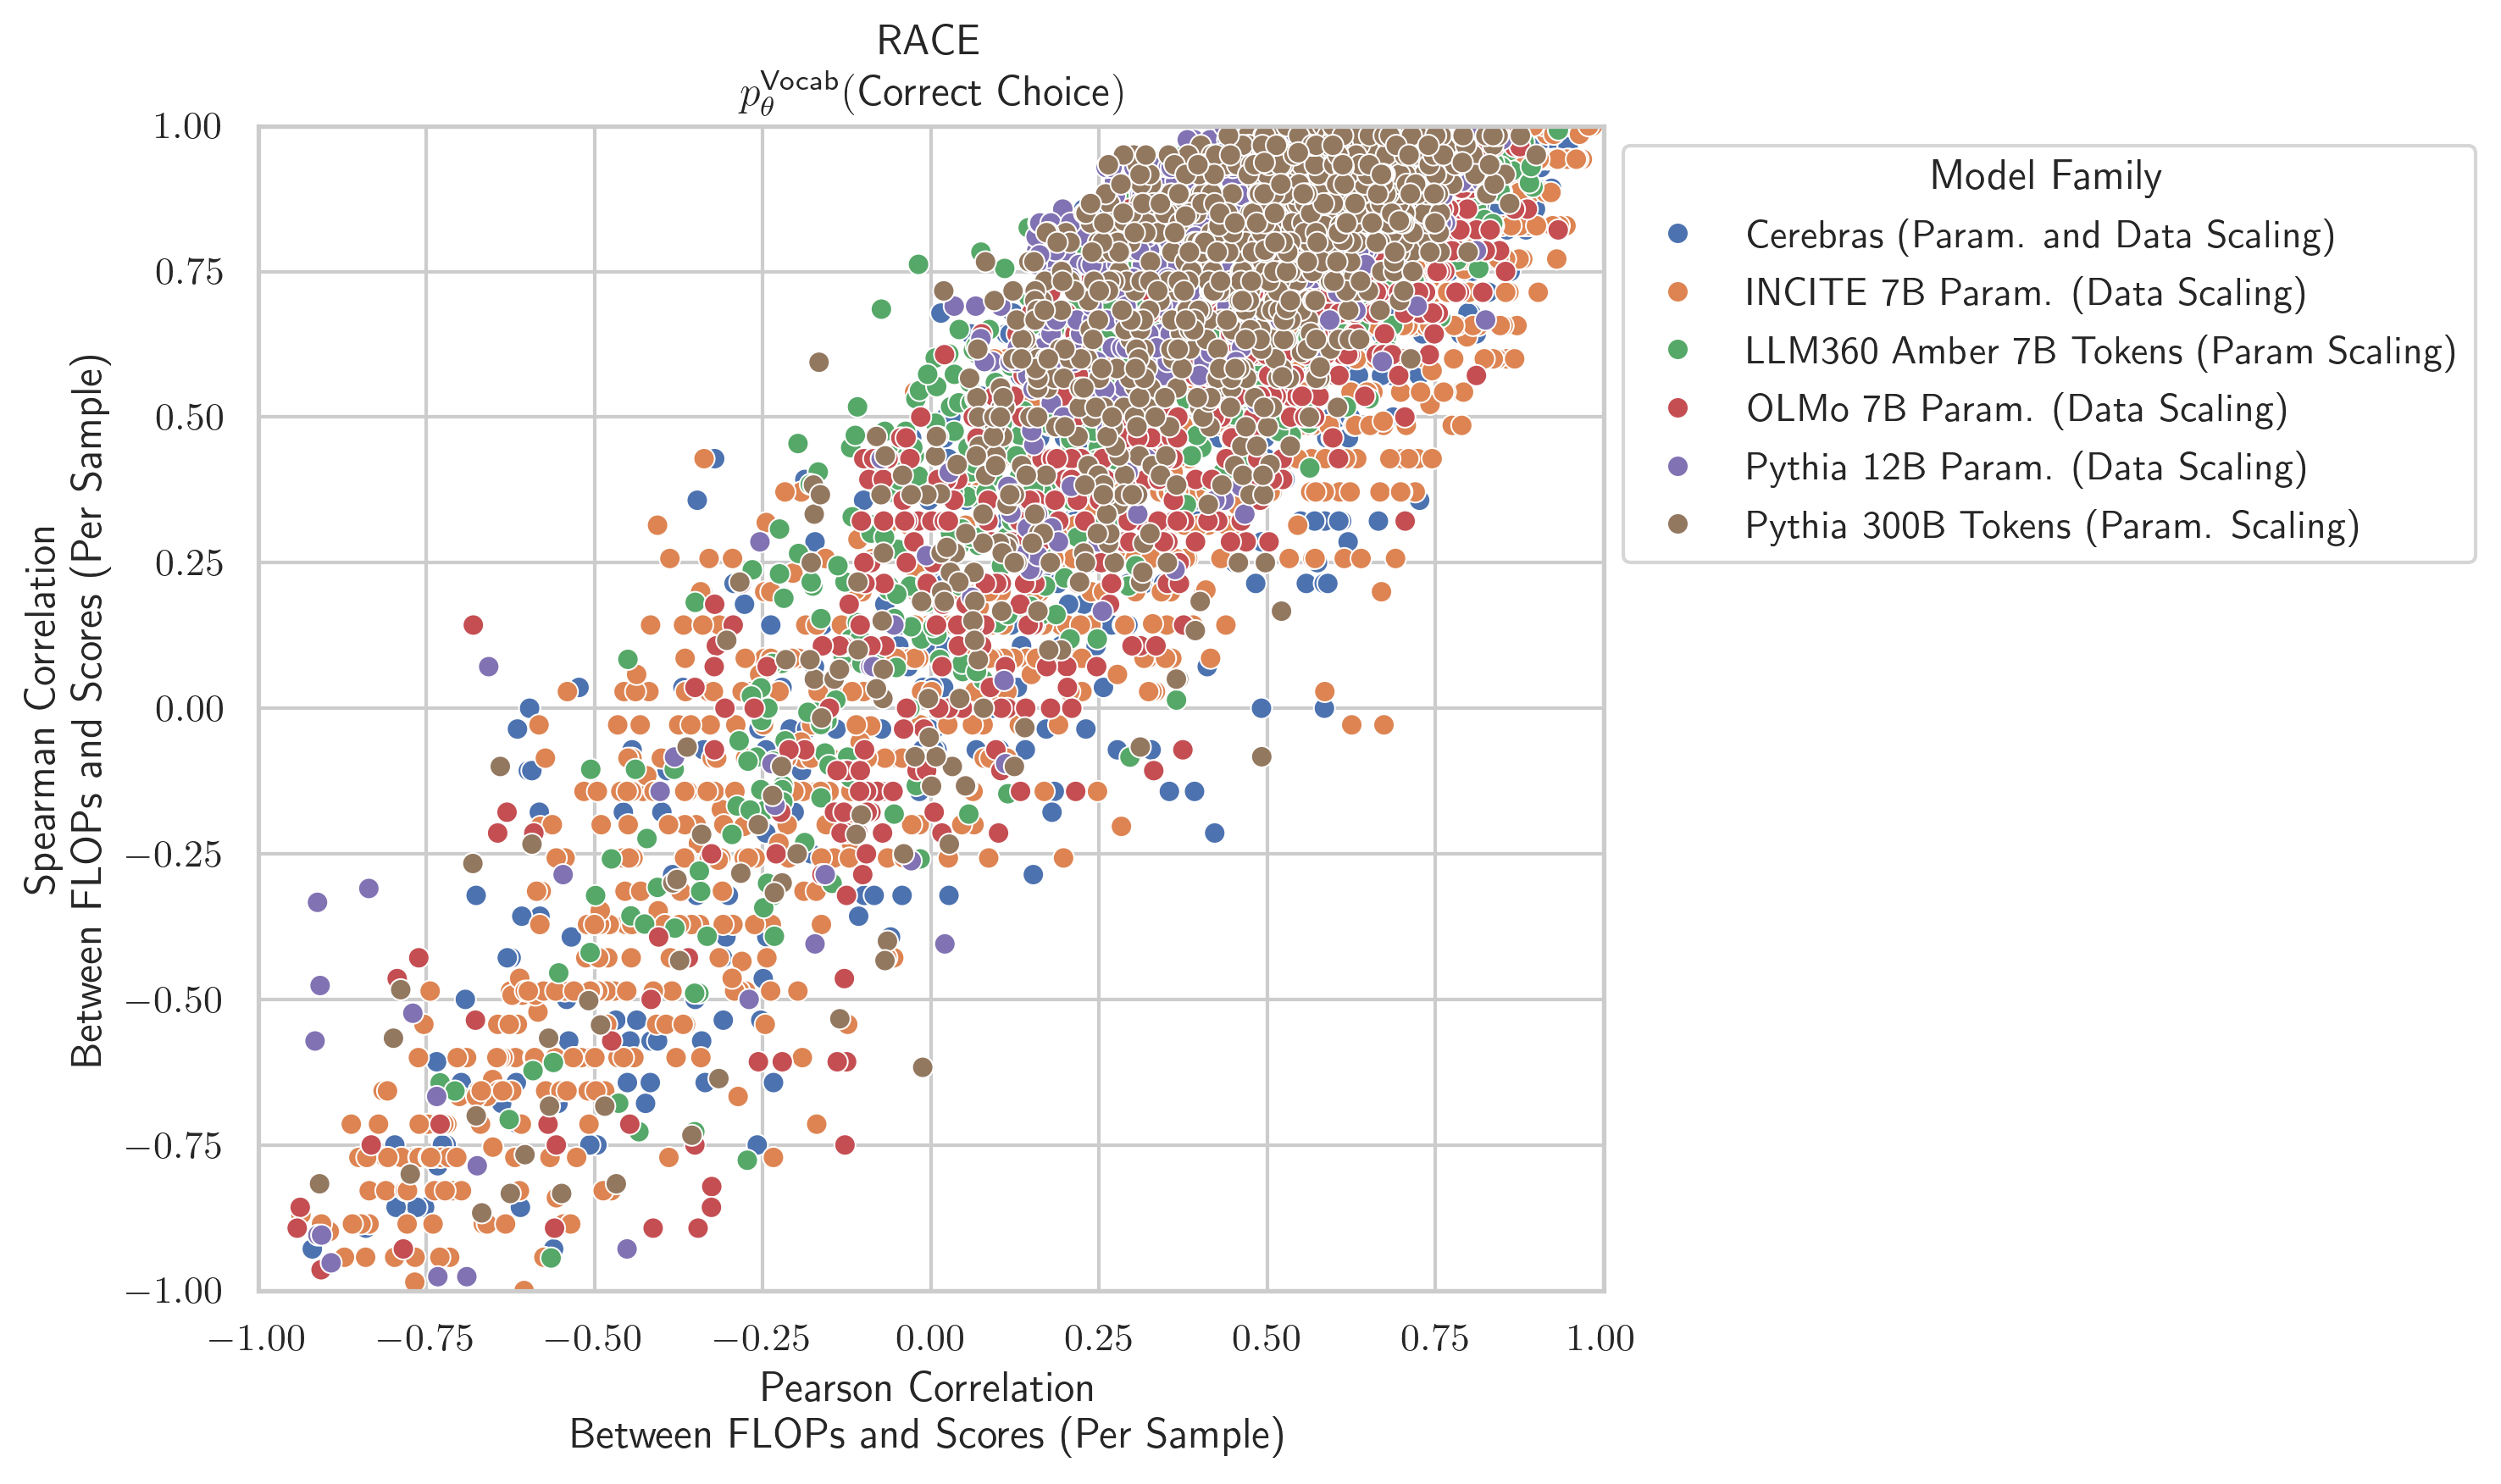 RACE
p_θ^Vocab(Correct Choice)
1.00
0.75
0.50
0.25
0.00
−0.25
−0.50
−0.75
−1.00
Spearman Correlation
Between FLOPs and Scores (Per Sample)
−1.00 −0.75 −0.50 −0.25 0.00 0.25 0.50 0.75 1.00
Pearson Correlation
Between FLOPs and Scores (Per Sample)
Model Family
Cerebras (Param. and Data Scaling)
INCITE 7B Param. (Data Scaling)
LLM360 Amber 7B Tokens (Param Scaling)
OLMo 7B Param. (Data Scaling)
Pythia 12B Param. (Data Scaling)
Pythia 300B Tokens (Param. Scaling)